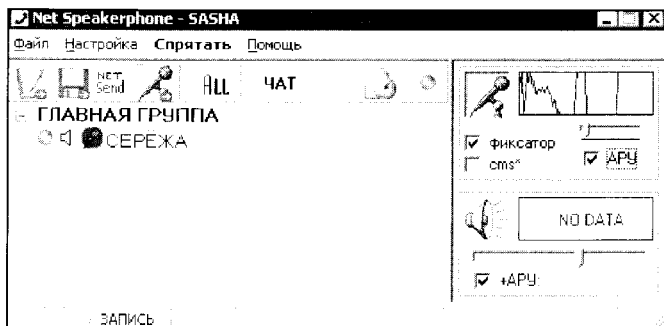 Net Speakerphone - SASHA
Файл Настройка Спрятать Помощь
NET Send ALL ЧАТ
ГЛАВНАЯ ГРУППА
СЕРЕЖА
фиксатор
АРУ
cms*
NO DATA
+АРУ:
ЗАПИСЬ